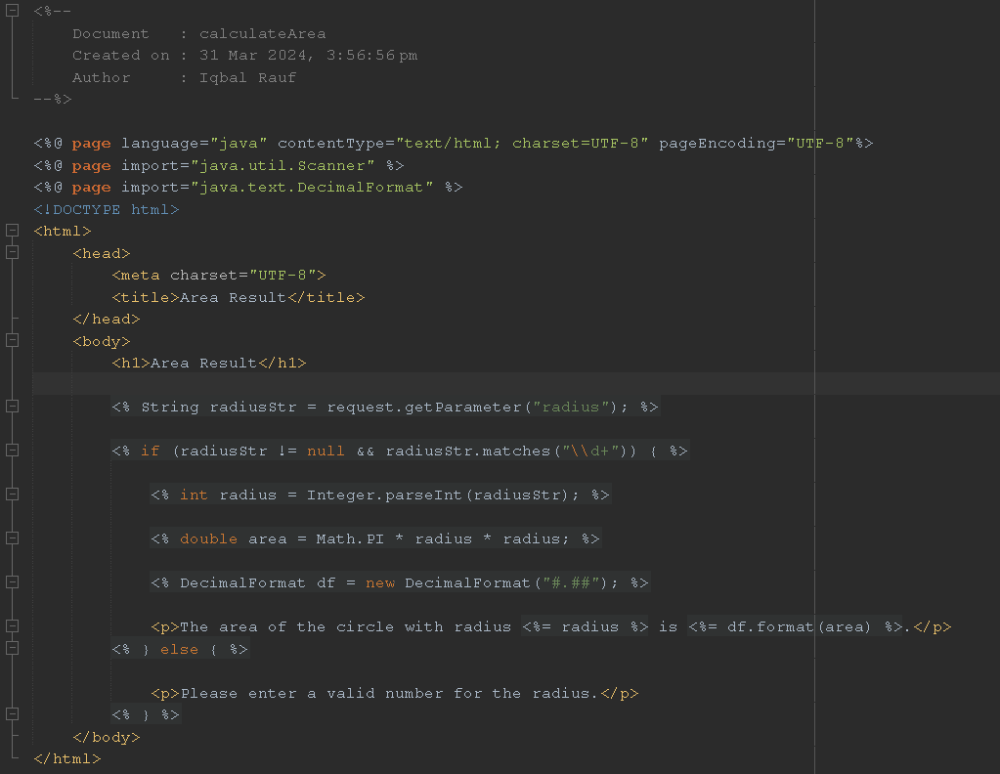 <%--
    Document   : calculateArea
    Created on : 31 Mar 2024, 3:56:56 pm
    Author     : Iqbal Rauf
--%>
<%@ page language="java" contentType="text/html; charset=UTF-8" pageEncoding="UTF-8"%>
<%@ page import="java.util.Scanner" %>
<%@ page import="java.text.DecimalFormat" %>
<!DOCTYPE html>
<html>
    <head>
        <meta charset="UTF-8">
        <title>Area Result</title>
    </head>
    <body>
        <h1>Area Result</h1>
        <% String radiusStr = request.getParameter("radius"); %>
        <% if (radiusStr != null && radiusStr.matches("\\d+")) { %>
            <% int radius = Integer.parseInt(radiusStr); %>
            <% double area = Math.PI * radius * radius; %>
            <% DecimalFormat df = new DecimalFormat("#.##"); %>
            <p>The area of the circle with radius <%= radius %> is <%= df.format(area) %>.</p>
        <% } else { %>
            <p>Please enter a valid number for the radius.</p>
        <% } %>
    </body>
</html>